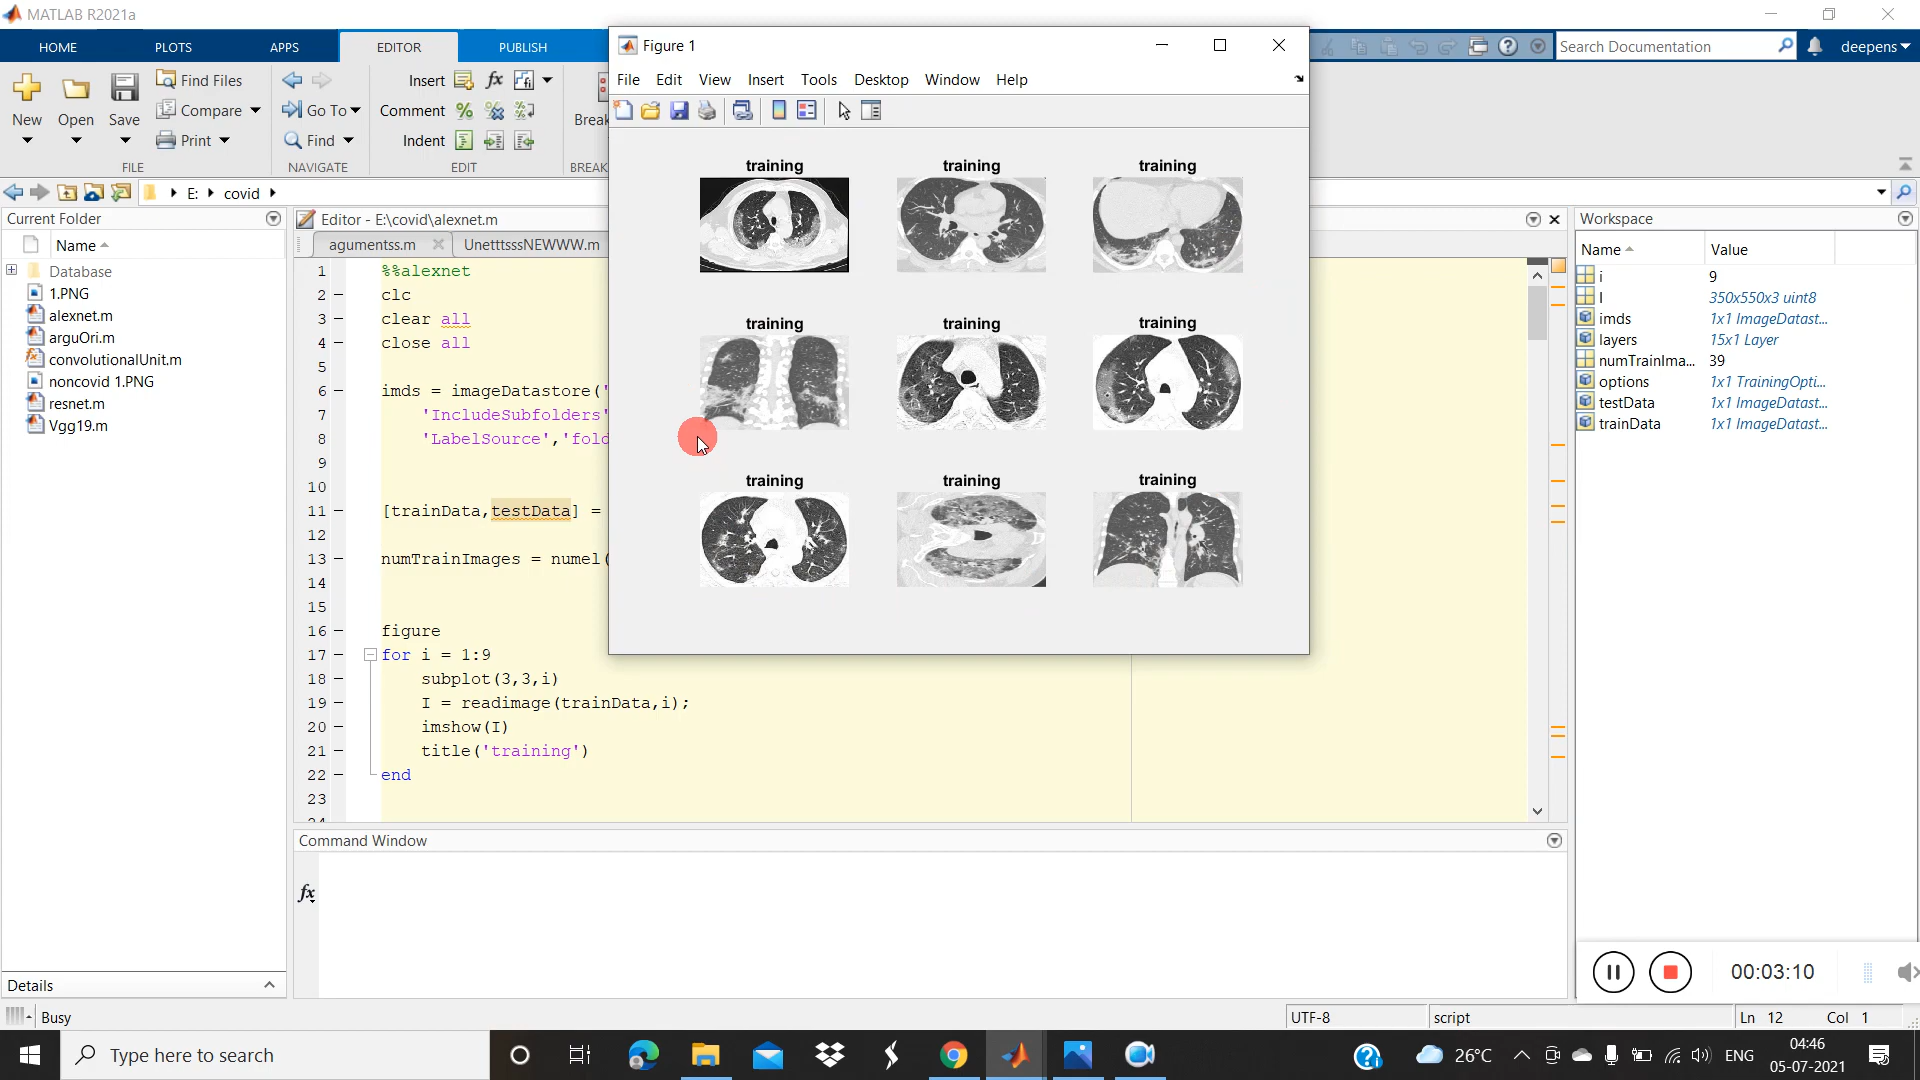 MATLAB R2021a
HOME
PLOTS
APPS
EDITOR
PUBLISH
Search Documentation
deepens
New
Open
Save
Find Files
Compare
Print
FILE
Go To
Find
NAVIGATE
Insert
fx
Comment
%
Indent
EDIT
BREAK
Figure 1
File Edit View Insert Tools Desktop Window Help
training training training
training training training
training training training
E: covid
Current Folder
Name
Database
1.PNG
alexnet.m
arguOri.m
convolutionalUnit.m
noncovid 1.PNG
resnet.m
Vgg19.m
Details
Editor - E:\covid\alexnet.m
agumentss.m
UnetttsssNEWWW.m
1 %%alexnet
2 clc
3 clear all
4 close all
5
6 imds = imageDatastore('
7 'IncludeSubfolders'
8 'LabelSource','fold
9
10
11 [trainData,testData] =
12
13 numTrainImages = numel(
14
15
16 figure
17 for i = 1:9
18 subplot(3,3,i)
19 I = readimage(trainData,i);
20 imshow(I)
21 title('training')
22 end
23
Command Window
fx
Workspace
Name Value
i 9
I 350x550x3 uint8
imds 1x1 ImageDatast...
layers 15x1 Layer
numTrainIma... 39
options 1x1 TrainingOpti...
testData 1x1 ImageDatast...
trainData 1x1 ImageDatast...
00:03:10
Busy
UTF-8
script
Ln 12 Col 1
Type here to search
26°C
ENG
04:46
05-07-2021